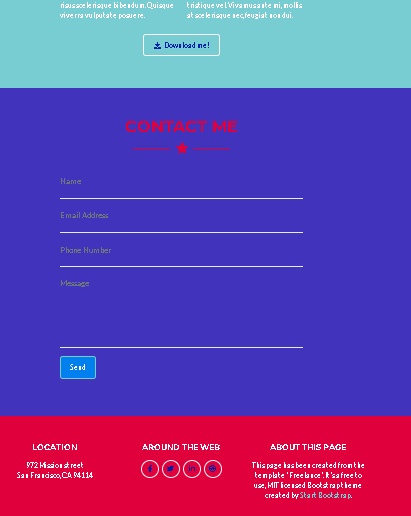 risus scelerisque bibendum. Quisque
viverra vulputate posuere.
tristique vel. Vivamus ante mi, mollis
at scelerisque nec, feugiat non dui.
Download me!
CONTACT ME
Name
Email Address
Phone Number
Message
Send
LOCATION
972 Mission street
San Francisco, CA 94114
AROUND THE WEB
ABOUT THIS PAGE
This page has been created from the
template "Freelance". It's a free to
use, MIT licensed Bootstrap theme
created by Start Bootstrap.